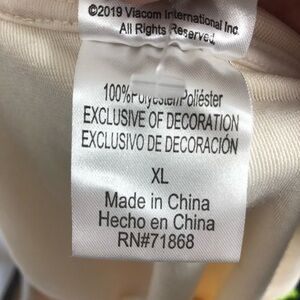 ©2019 Viacom International Inc.
All Rights Reserved.
100%Polyester/Poliéster
EXCLUSIVE OF DECORATION
EXCLUSIVO DE DECORACIÓN
XL
Made in China
Hecho en China
RN#71868